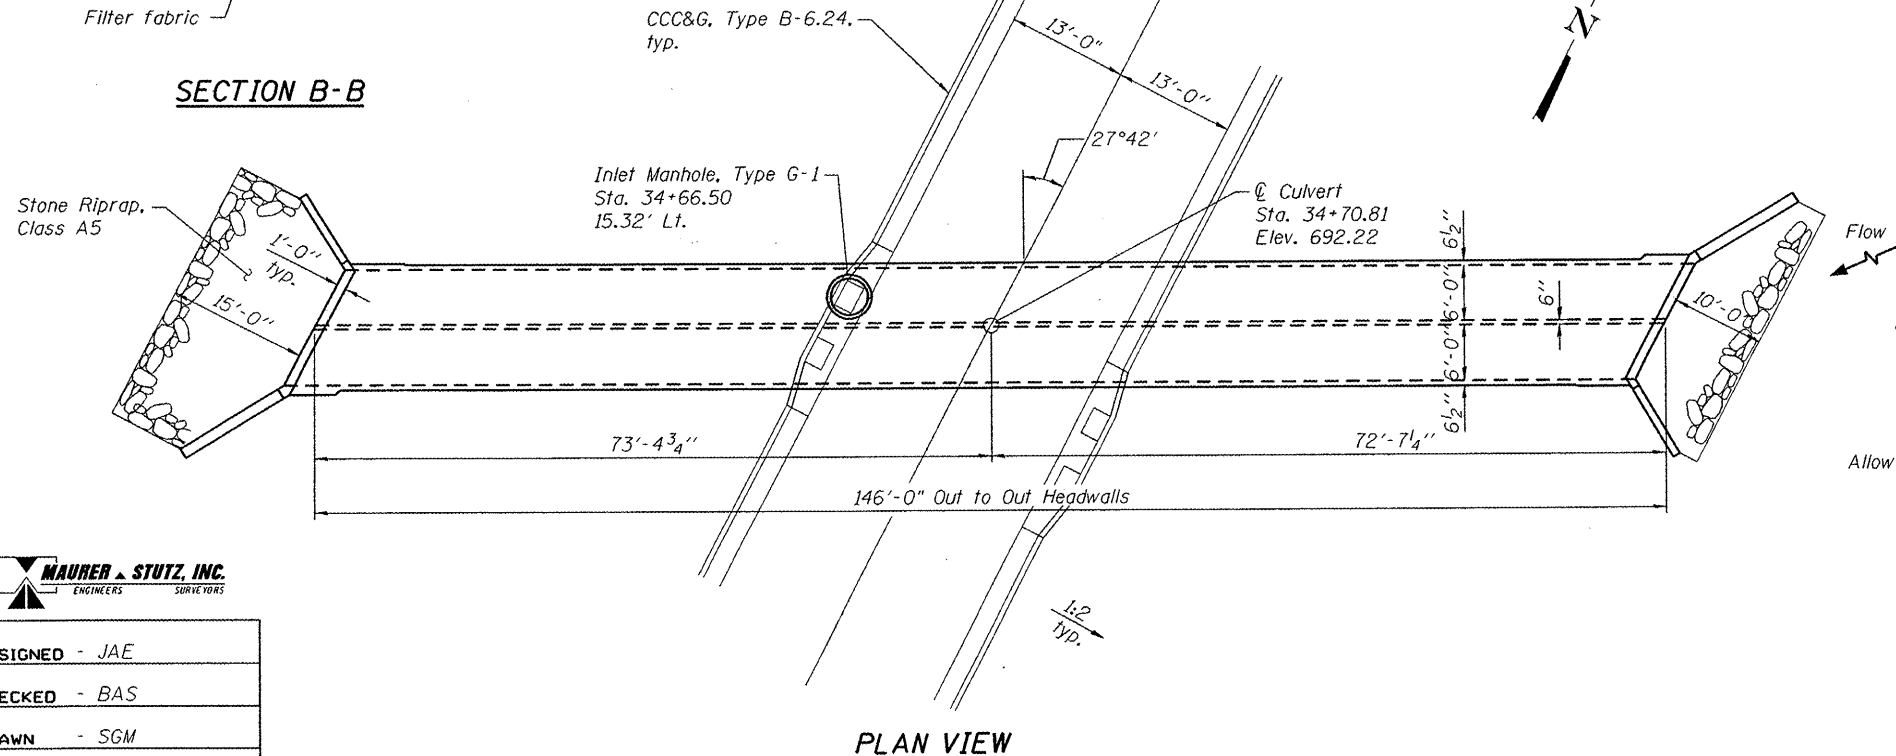 Filter fabric
SECTION B-B
CCC&G, Type B-6.24,
typ.
13'-0"
13'-0"
N
27°42'
Inlet Manhole, Type G-1
Sta. 34+66.50
15.32' Lt.
℄ Culvert
Sta. 34+70.81
Elev. 692.22
Stone Riprap,
Class A5
1'-0"
typ.
15'-0"
6½"
6'-0"
6"
6'-0"
6½"
10'-0
Flow
Allow
73'-4¾"
72'-7¼"
146'-0" Out to Out Headwalls
1:2
typ.
MAURER & STUTZ, INC.
ENGINEERS SURVEYORS
SIGNED - JAE
ECKED - BAS
AWN - SGM
PLAN VIEW